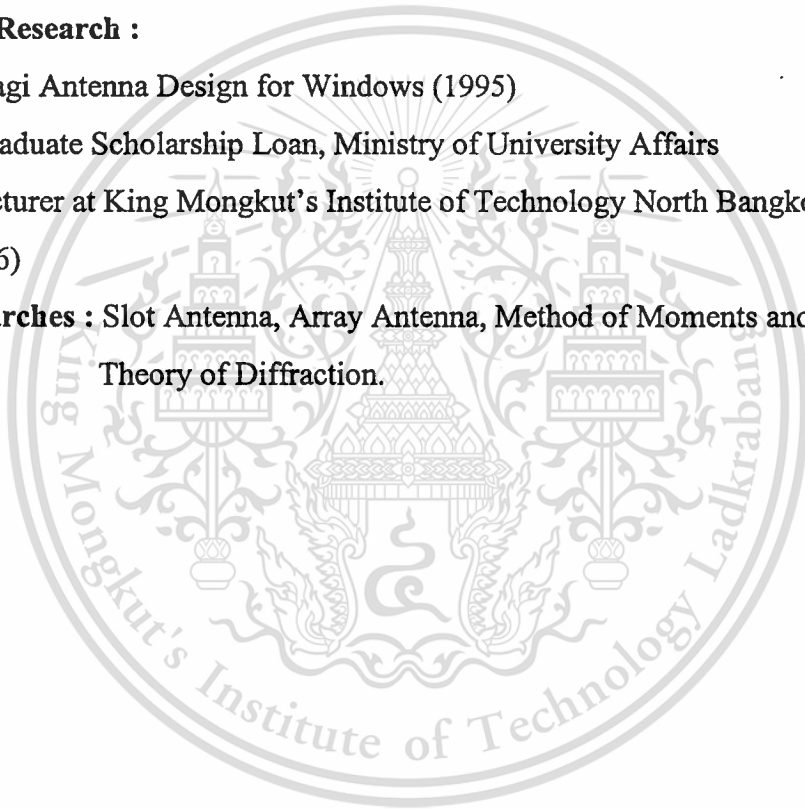 Research :
agi Antenna Design for Windows (1995)
aduate Scholarship Loan, Ministry of University Affairs
cturer at King Mongkut's Institute of Technology North Bangko
6)
arches : Slot Antenna, Array Antenna, Method of Moments and
Theory of Diffraction.
King Mongkut's Institute of Technology Ladkrabang